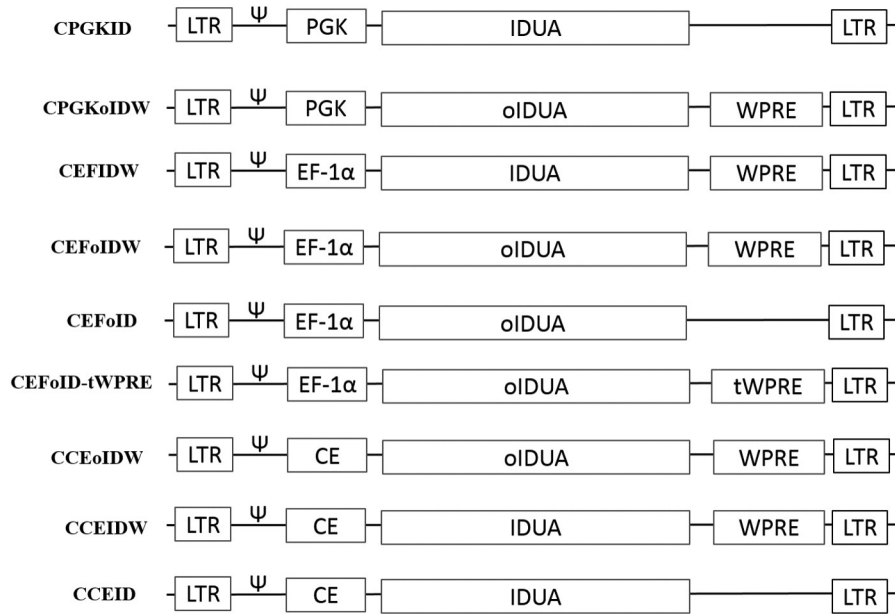 CPGKID LTR Ψ PGK IDUA LTR
CPGKoIDW LTR Ψ PGK oIDUA WPRE LTR
CEFIDW LTR Ψ EF-1α IDUA WPRE LTR
CEFoIDW LTR Ψ EF-1α oIDUA WPRE LTR
CEFoID LTR Ψ EF-1α oIDUA LTR
CEFoID-tWPRE LTR Ψ EF-1α oIDUA tWPRE LTR
CCEoIDW LTR Ψ CE oIDUA WPRE LTR
CCEIDW LTR Ψ CE IDUA WPRE LTR
CCEID LTR Ψ CE IDUA LTR